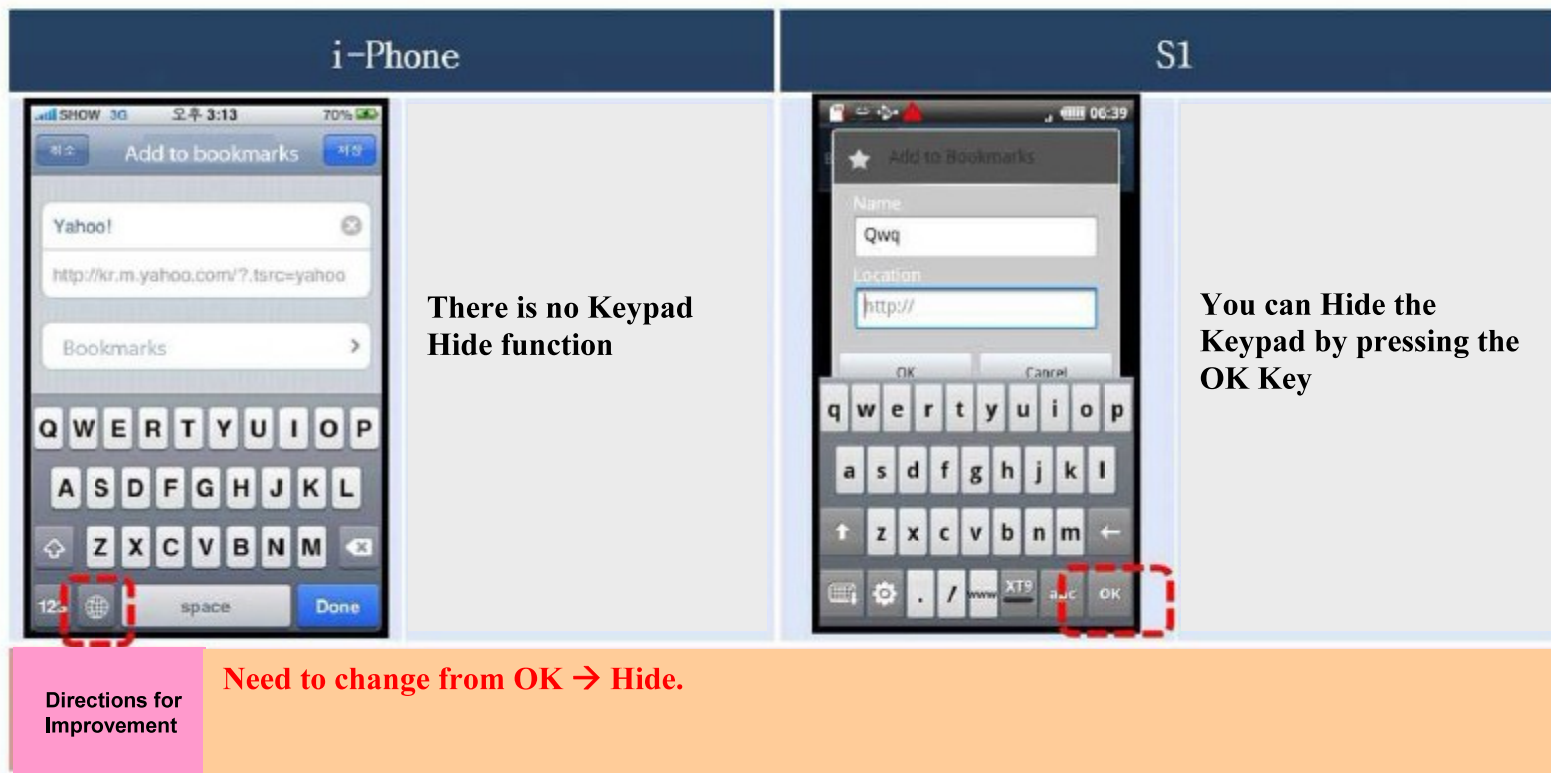 i-Phone
S1
SHOW 3G 오후 3:13 70%
취소 Add to bookmarks 저장
Yahoo!
http://kr.m.yahoo.com/?.tsrc=yahoo
Bookmarks
Q W E R T Y U I O P
A S D F G H J K L
Z X C V B N M
space Done
There is no Keypad
Hide function
06:39
Add to Bookmarks
Name
Qwq
Location
http://
OK Cancel
q w e r t y u i o p
a s d f g h j k l
z x c v b n m
. / www XT9 abc OK
You can Hide the
Keypad by pressing the
OK Key
Directions for
Improvement
Need to change from OK → Hide.